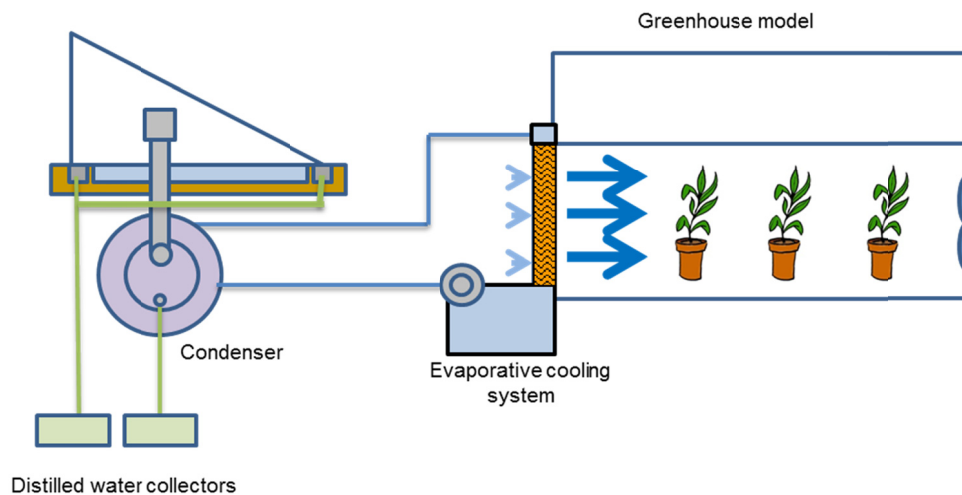 Greenhouse model
Condenser
Evaporative cooling
system
Distilled water collectors